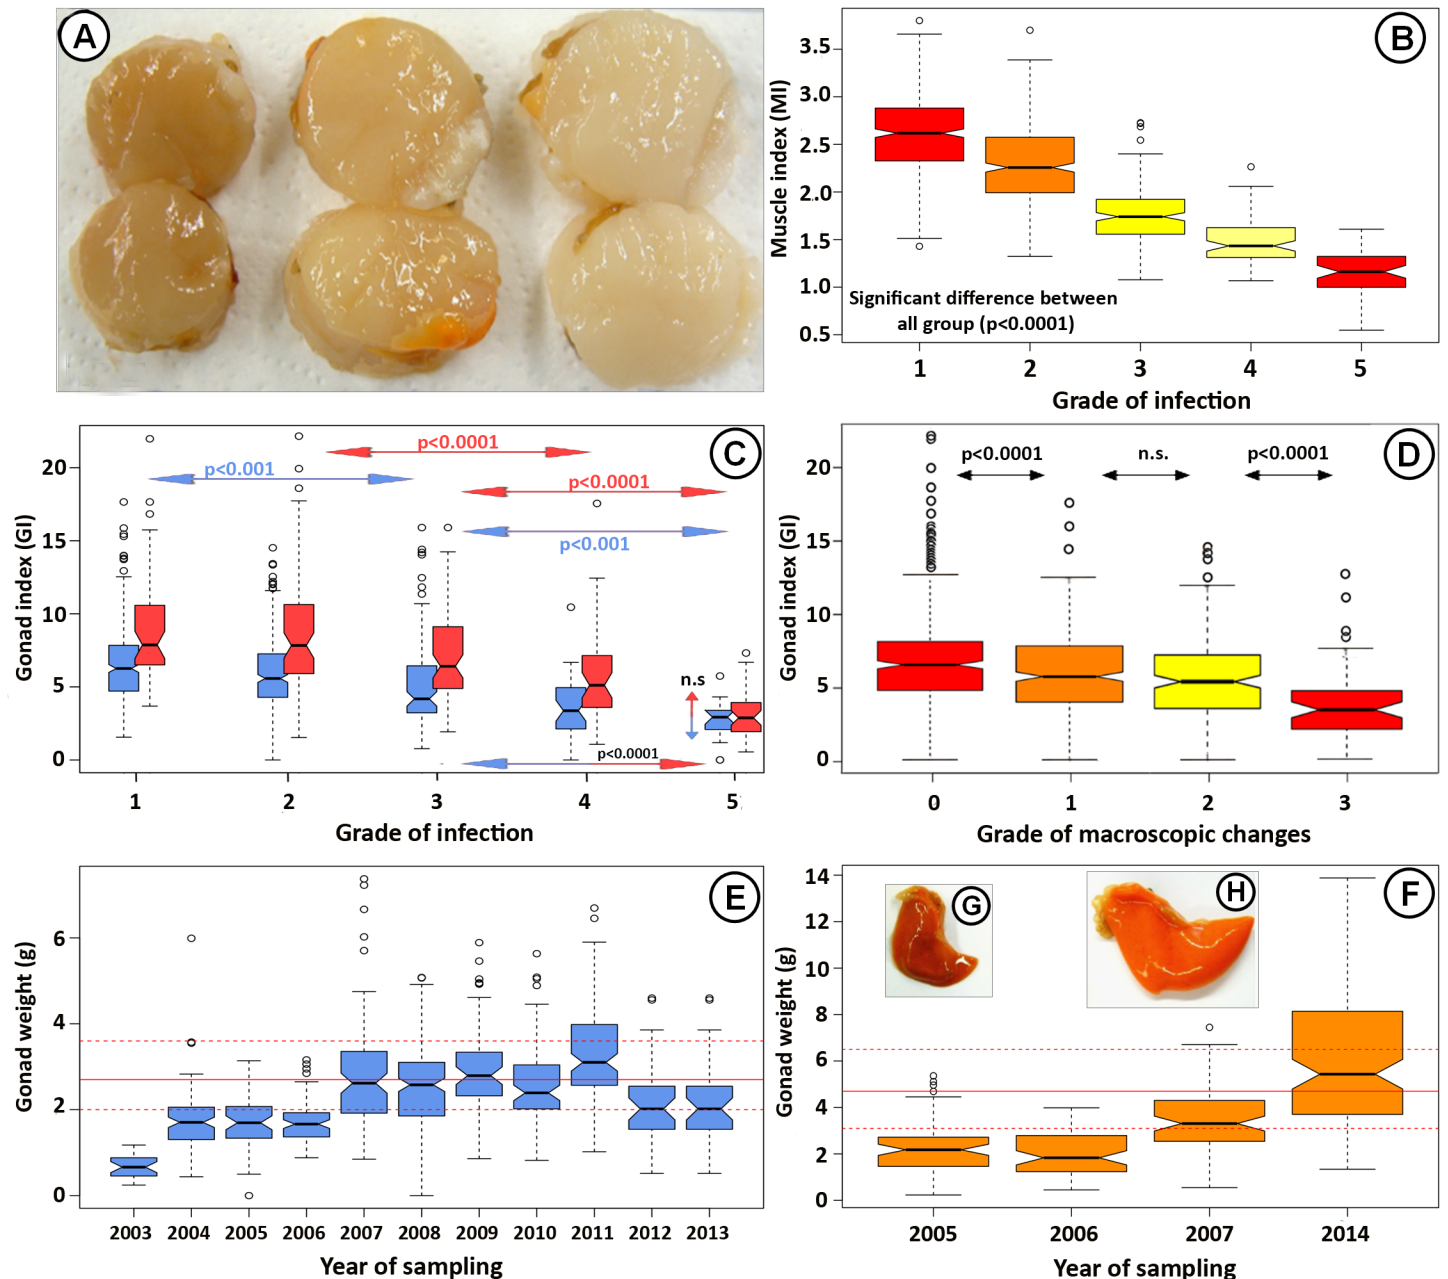 A
B
Muscle index (MI)
3.5
3.0
2.5
2.0
1.5
1.0
0.5
Significant difference between
all group (p<0.0001)
1 2 3 4 5
Grade of infection
C
Gonad index (GI)
20
15
10
5
0
p<0.0001
p<0.001
p<0.0001
p<0.001
n.s
p<0.0001
1 2 3 4 5
Grade of infection
D
Gonad index (GI)
20
15
10
5
0
p<0.0001 n.s. p<0.0001
0 1 2 3
Grade of macroscopic changes
E
Gonad weight (g)
6
4
2
0
2003 2004 2005 2006 2007 2008 2009 2010 2011 2012 2013
Year of sampling
F
G
H
Gonad weight (g)
14
12
10
8
6
4
2
0
2005 2006 2007 2014
Year of sampling